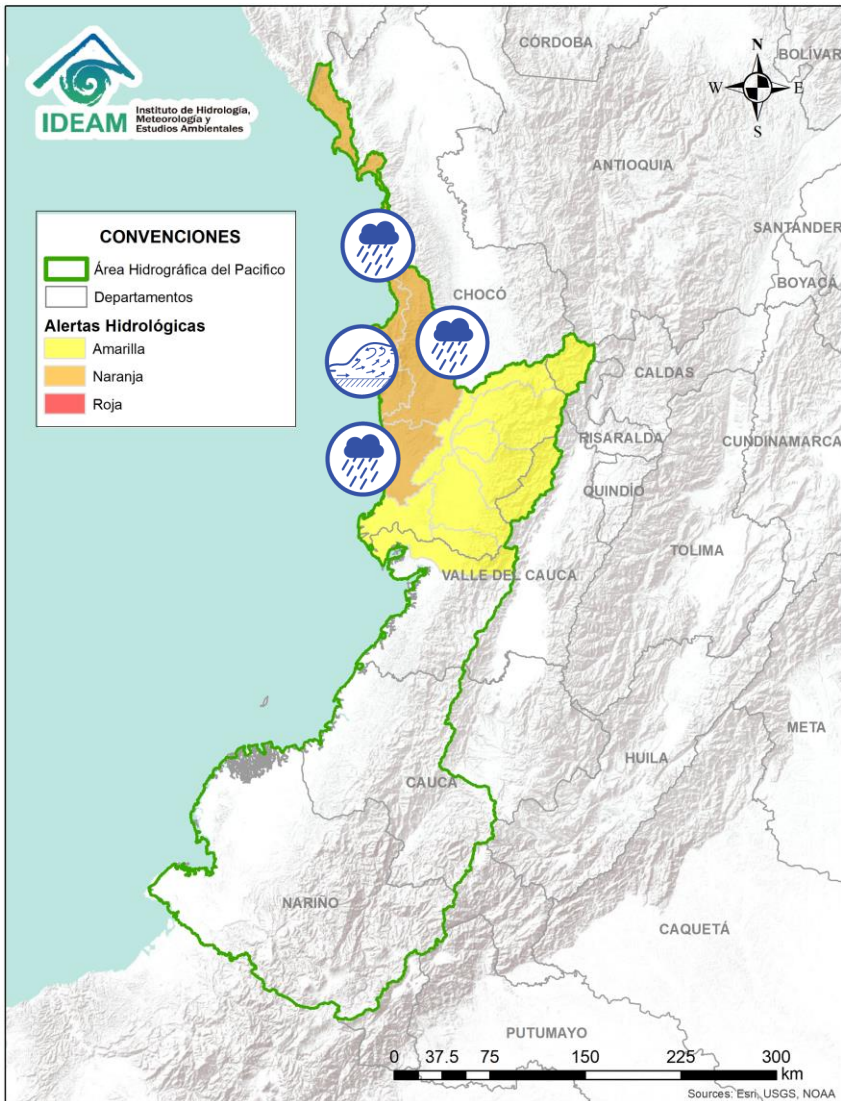 IDEAM
Instituto de Hidrología,
Meteorología y
Estudios Ambientales
N
W
E
S
CÓRDOBA
BOLÍVAR
ANTIOQUIA
SANTANDER
BOYACÁ
CONVENCIONES
Área Hidrográfica del Pacifico
Departamentos
Alertas Hidrológicas
Amarilla
Naranja
Roja
CHOCÓ
CALDAS
RISARALDA
CUNDINAMARCA
QUINDÍO
TOLIMA
VALLE DEL CAUCA
META
HUILA
CAUCA
NARIÑO
CAQUETÁ
PUTUMAYO
0 37.5 75 150 225 300
km
Sources: Esri, USGS, NOAA